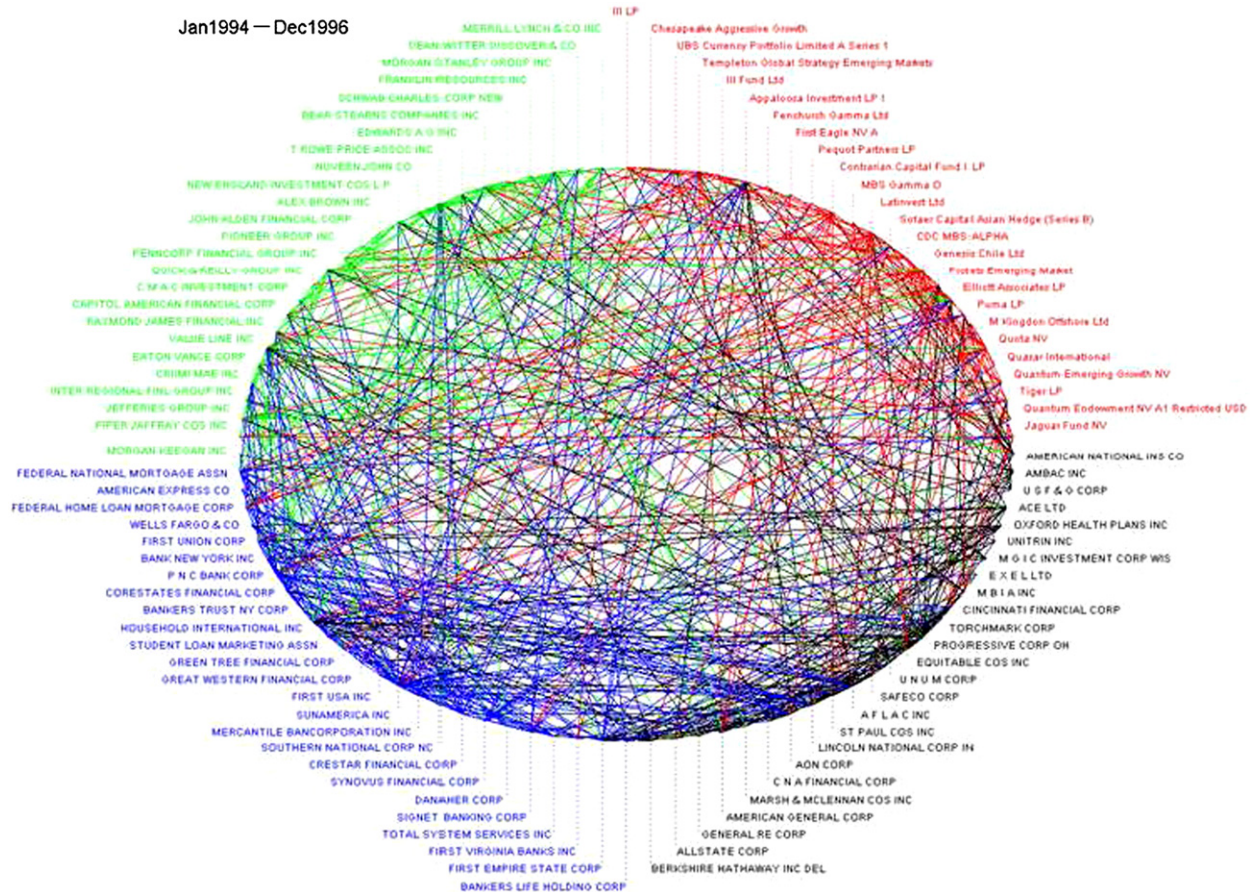 Jan1994 — Dec1996
III LP
MERRILL LYNCH & CO INC
DEAN WITTER DISCOVER & CO
MORGAN STANLEY GROUP INC
FRANKLIN RESOURCES INC
SCHWAB CHARLES CORP NEW
BEAR STEARNS COMPANIES INC
EDWARDS A G INC
T ROWE PRICE ASSOC INC
NUVEEN JOHN CO
NEW ENGLAND INVESTMENT COS L P
ALEX BROWN INC
JOHN ALDEN FINANCIAL CORP
PIONEER GROUP INC
PENNCORP FINANCIAL GROUP INC
QUICK & REILLY GROUP INC
C M A C INVESTMENT CORP
CAPITOL AMERICAN FINANCIAL CORP
RAYMOND JAMES FINANCIAL INC
VALUE LINE INC
EATON VANCE CORP
CRIIMI MAE INC
INTER REGIONAL FINL GROUP INC
JEFFERIES GROUP INC
PIPER JAFFRAY COS INC
MORGAN KEEGAN INC
FEDERAL NATIONAL MORTGAGE ASSN
AMERICAN EXPRESS CO
FEDERAL HOME LOAN MORTGAGE CORP
WELLS FARGO & CO
FIRST UNION CORP
BANK NEW YORK INC
P N C BANK CORP
CORESTATES FINANCIAL CORP
BANKERS TRUST NY CORP
HOUSEHOLD INTERNATIONAL INC
STUDENT LOAN MARKETING ASSN
GREEN TREE FINANCIAL CORP
GREAT WESTERN FINANCIAL CORP
FIRST USA INC
SUNAMERICA INC
MERCANTILE BANCORPORATION INC
SOUTHERN NATIONAL CORP NC
CRESTAR FINANCIAL CORP
SYNOVUS FINANCIAL CORP
DANAHER CORP
SIGNET BANKING CORP
TOTAL SYSTEM SERVICES INC
FIRST VIRGINIA BANKS INC
FIRST EMPIRE STATE CORP
BANKERS LIFE HOLDING CORP
Chesapeake Aggressive Growth
UBS Currency Portfolio Limited A Series 1
Templeton Global Strategy Emerging Markets
III Fund Ltd
Appaloosa Investment LP I
Fenchurch Gamma Ltd
First Eagle NV A
Pequot Partners LP
Contrarian Capital Fund I LP
MBS Gamma O
Latinvest Ltd
Sofaer Capital Asian Hedge (Series B)
CDC MBS-ALPHA
Genesis Chile Ltd
Pictets Emerging Market
Elliott Associates LP
Puma LP
M Kingdon Offshore Ltd
Quota NV
Quasar International
Quantum Emerging Growth NV
Tiger LP
Quantum Endowment NV A1 Restricted USD
Jaguar Fund NV
AMERICAN NATIONAL INS CO
AMBAC INC
U S F & G CORP
ACE LTD
OXFORD HEALTH PLANS INC
UNITRIN INC
M G I C INVESTMENT CORP WIS
E X E L LTD
M B I A INC
CINCINNATI FINANCIAL CORP
TORCHMARK CORP
PROGRESSIVE CORP OH
EQUITABLE COS INC
U N U M CORP
SAFECO CORP
A F L A C INC
ST PAUL COS INC
LINCOLN NATIONAL CORP IN
AON CORP
C N A FINANCIAL CORP
MARSH & MCLENNAN COS INC
AMERICAN GENERAL CORP
GENERAL RE CORP
ALLSTATE CORP
BERKSHIRE HATHAWAY INC DEL